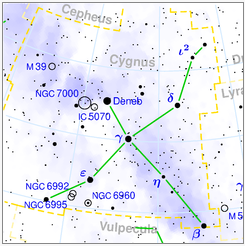 Cepheus
M 39
Cygnus
ι²
NGC 7000
Deneb
δ
Lyra
IC 5070
γ
ε
η
NGC 6992
NGC 6960
NGC 6995
M 5
Vulpecula
β